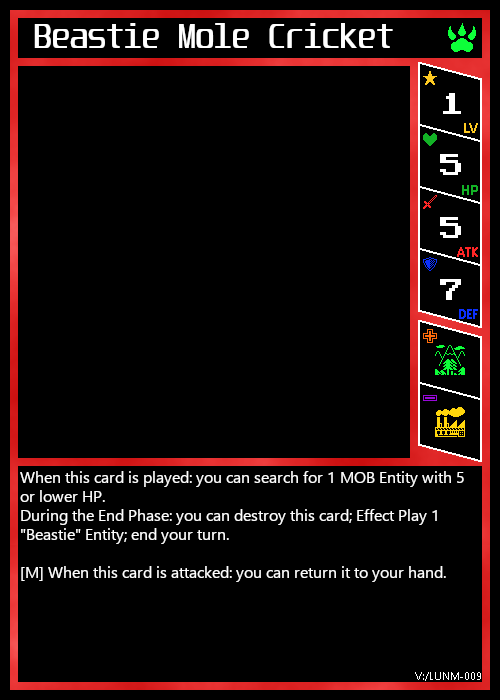 Beastie Mole Cricket
1
LV
5
HP
5
ATK
7
DEF
When this card is played: you can search for 1 MOB Entity with 5
or lower HP.
During the End Phase: you can destroy this card; Effect Play 1
"Beastie" Entity; end your turn.
[M] When this card is attacked: you can return it to your hand.
V:/LUNM-009